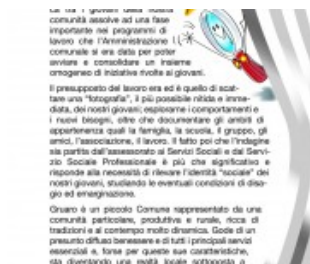 ca tra i giovani della nostra
comunità assolve ad una fase
importante nei programmi di
lavoro che l'Amministrazione
comunale si era data per poter
avviare e consolidare un insieme
omogeneo di iniziative rivolte ai giovani.
Il presupposto del lavoro era ed è quello di scat-
tare una "fotografia", il più possibile nitida e imme-
diata, dei nostri giovani; esplorarne i comportamenti e
i nuovi bisogni, oltre che documentare gli ambiti di
appartenenza quali la famiglia, la scuola, il gruppo, gli
amici, l'associazione, il lavoro. Il fatto poi che l'indagine
sia partita dall'assessorato ai Servizi Sociali e dal Servi-
zio Sociale Professionale è più che significativo e
risponde alla necessità di rilevare l'identità "sociale" dei
nostri giovani, studiando le eventuali condizioni di disa-
gio ed emarginazione.
Gruaro è un piccolo Comune rappresentato da una
comunità particolare, produttiva e rurale, ricca di
tradizioni e al contempo molto dinamica. Gode di un
presunto diffuso benessere e di tutti i principali servizi
essenziali e, forse per queste sue caratteristiche,
sta diventando una realtà locale sottoposta a